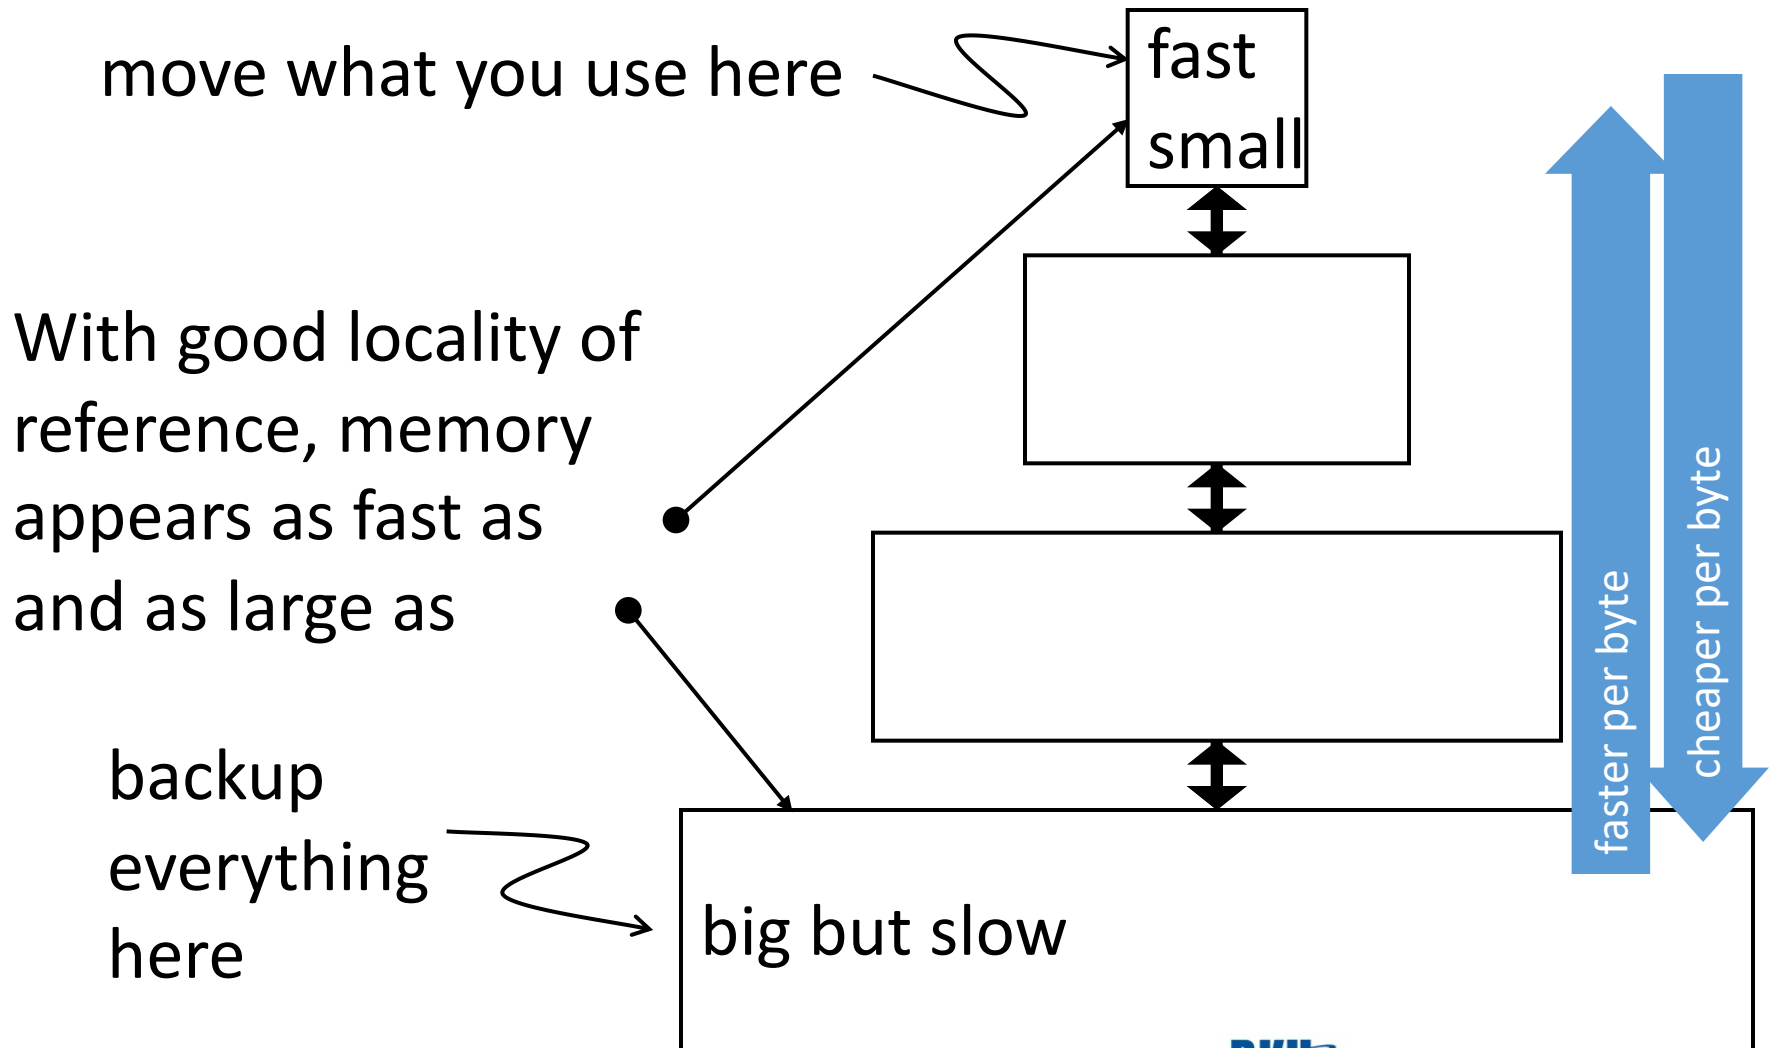 move what you use here
fast
small
With good locality of
reference, memory
appears as fast as
and as large as
faster per byte
cheaper per byte
backup
everything
here
big but slow